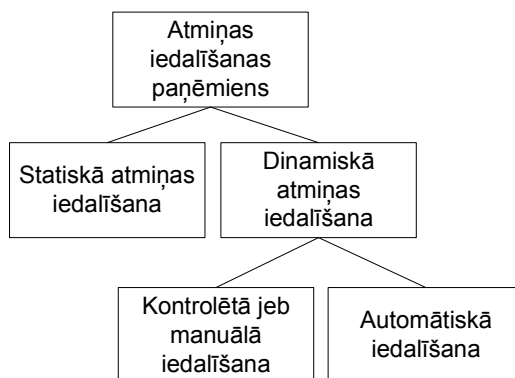 Atmiņas
iedalīšanas
paņēmiens
Statiskā atmiņas
iedalīšana
Dinamiskā
atmiņas
iedalīšana
Kontrolētā jeb
manuālā
iedalīšana
Automātiskā
iedalīšana